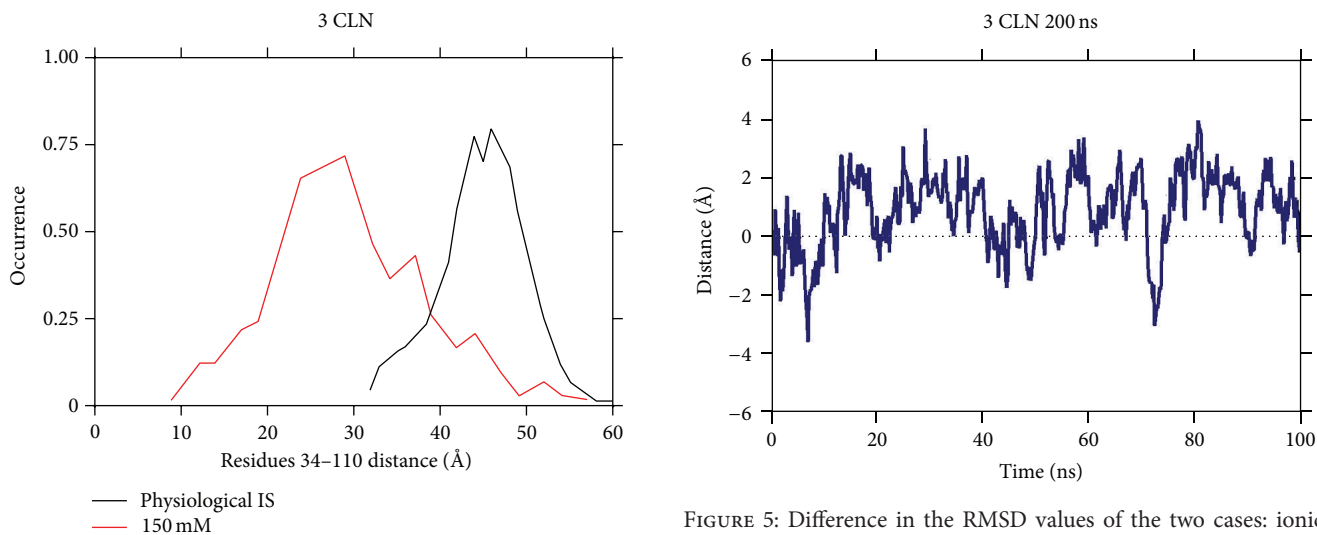 3 CLN
1.00
0.75
0.50
0.25
0
Occurrence
0 10 20 30 40 50 60
Residues 34–110 distance (Å)
Physiological IS
150 mM
3 CLN 200 ns
6
4
2
0
−2
−4
−6
Distance (Å)
0 20 40 60 80 100
Time (ns)
FIGURE 5: Difference in the RMSD values of the two cases: ionic